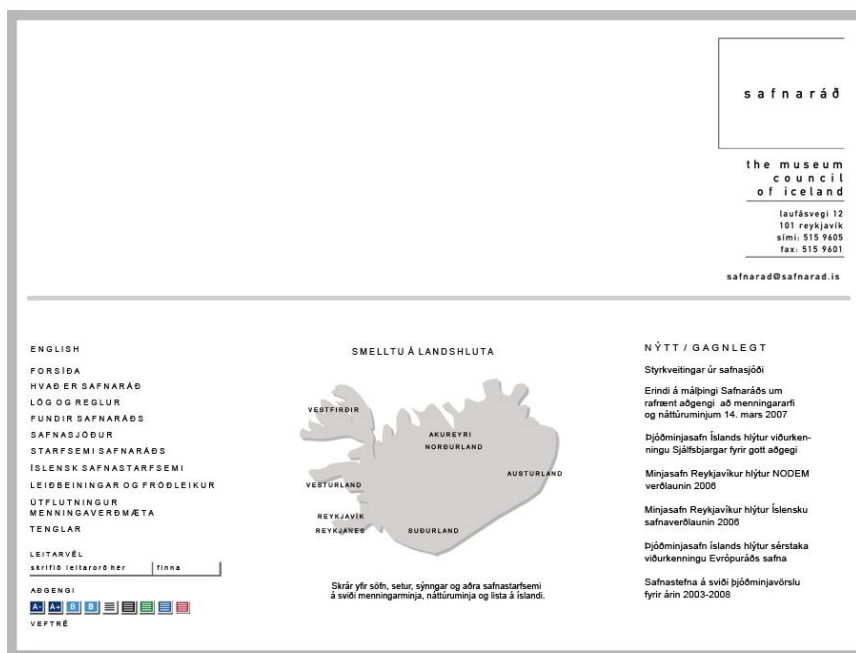 safnaráð
the museum
council
of iceland
laufásvegi 12
101 reykjavík
sími: 515 9605
fax: 515 9601
safnarad@safnarad.is
ENGLISH
FORSÍÐA
HVAÐ ER SAFNARÁÐ
LÖG OG REGLUR
FUNDIR SAFNARÁÐS
SAFNASJÓÐUR
STARFSEMI SAFNARÁÐS
ÍSLENSK SAFNASTARFSEMI
LEIÐBEININGAR OG FRÓÐLEIKUR
ÚTFLUTNINGUR
MENNINGAVERÐMÆTA
TENGLAR
LEITARVÉL
skrifið leitarorð hér finna
AÐGENGI
A- A+ B B
VEFTRÉ
SMELLTU Á LANDSHLUTA
VESTFIRÐIR
AKUREYRI
NORÐURLAND
AUSTURLAND
VESTURLAND
REYKJAVÍK
REYKJANES SUÐURLAND
Skrár yfir söfn, setur, sýningar og aðra safnastarfsemi
á sviði menningarminja, náttúruminja og lista á íslandi.
NÝTT / GAGNLEGT
Styrkveitingar úr safnasjóði
Erindi á málþingi Safnaráðs um
rafrænt aðgengi að menningararfi
og náttúruminjum 14. mars 2007
Þjóðminjasafn Íslands hlýtur viðurken-
ningu Sjálfsbjargar fyrir gott aðgegi
Minjasafn Reykjavíkur hlýtur NODEM
verðlaunin 2006
Minjasafn Reykjavíkur hlýtur Íslensku
safnaverðlaunin 2006
Þjóðminjasafn íslands hlýtur sérstaka
viðurkenningu Evrópuráðs safna
Safnastefna á sviði þjóðminjavörslu
fyrir árin 2003-2008